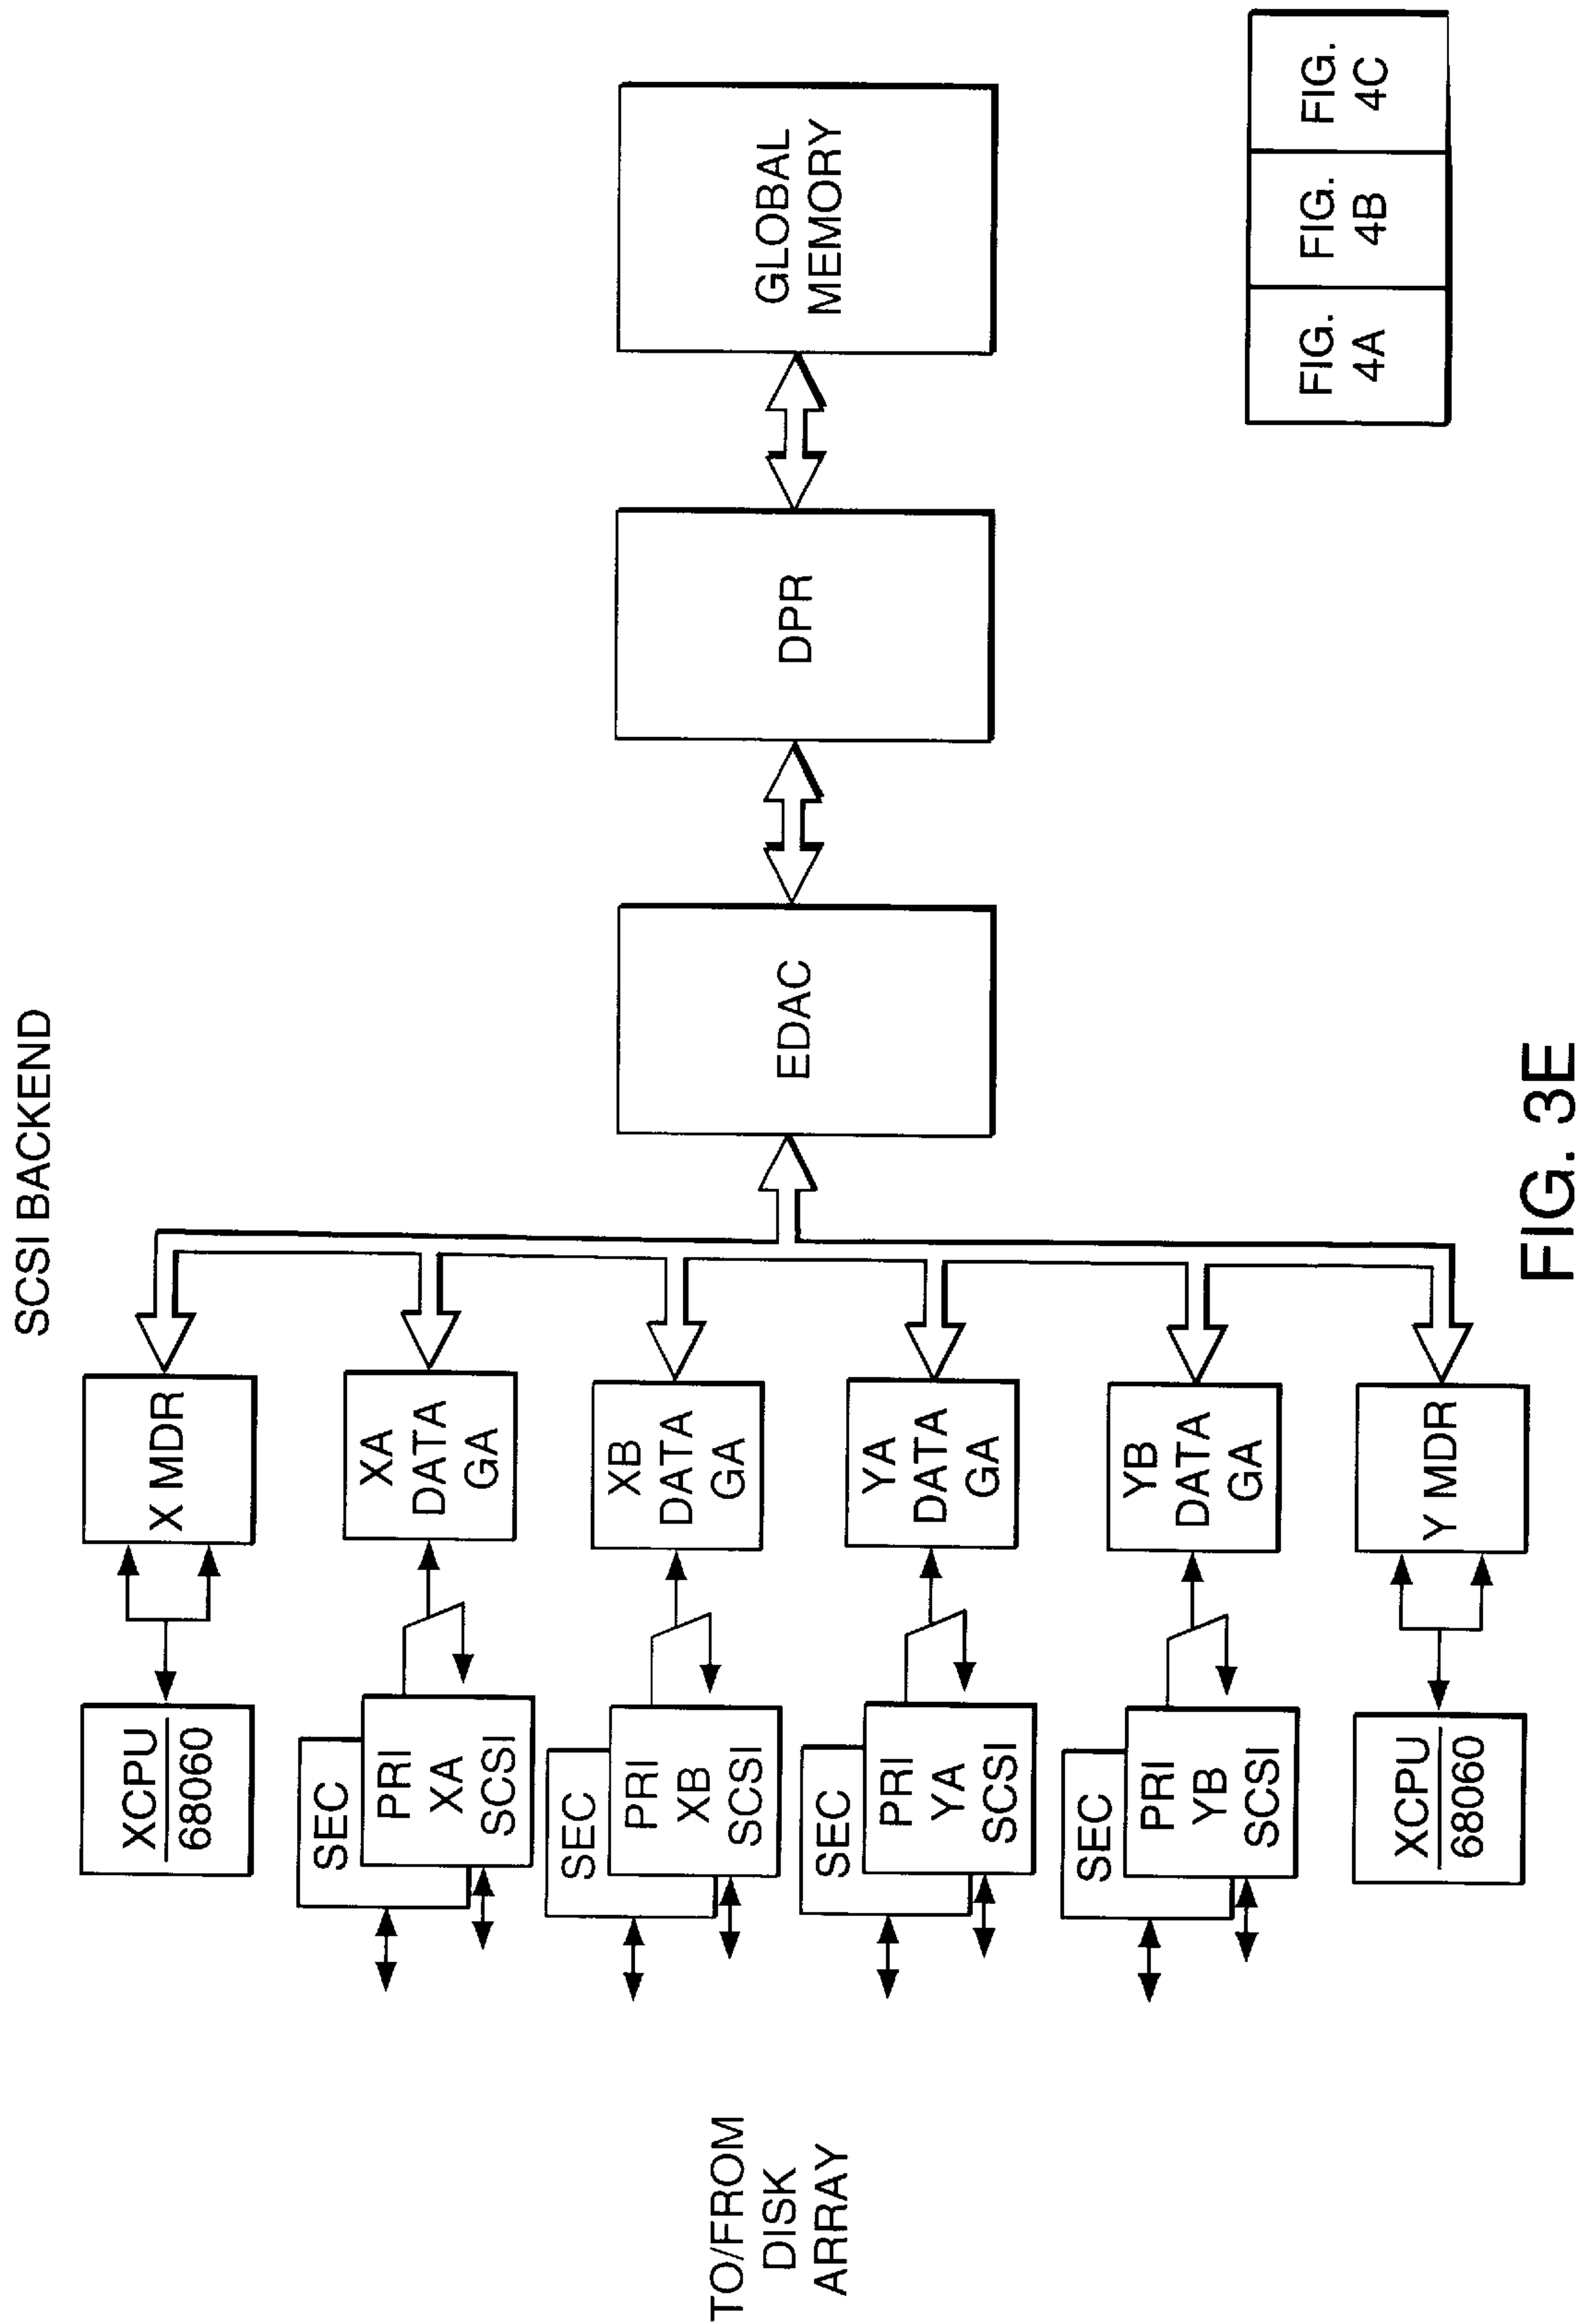 SCSI BACKEND
XCPU
68060
X MDR
SEC
PRI
XA
SCSI
XA
DATA
GA
SEC
PRI
XB
SCSI
XB
DATA
GA
TO/FROM
DISK
ARRAY
EDAC
DPR
GLOBAL
MEMORY
SEC
PRI
YA
SCSI
YA
DATA
GA
SEC
PRI
YB
SCSI
YB
DATA
GA
XCPU
68060
Y MDR
FIG.
4A
FIG.
4B
FIG.
4C
FIG. 3E